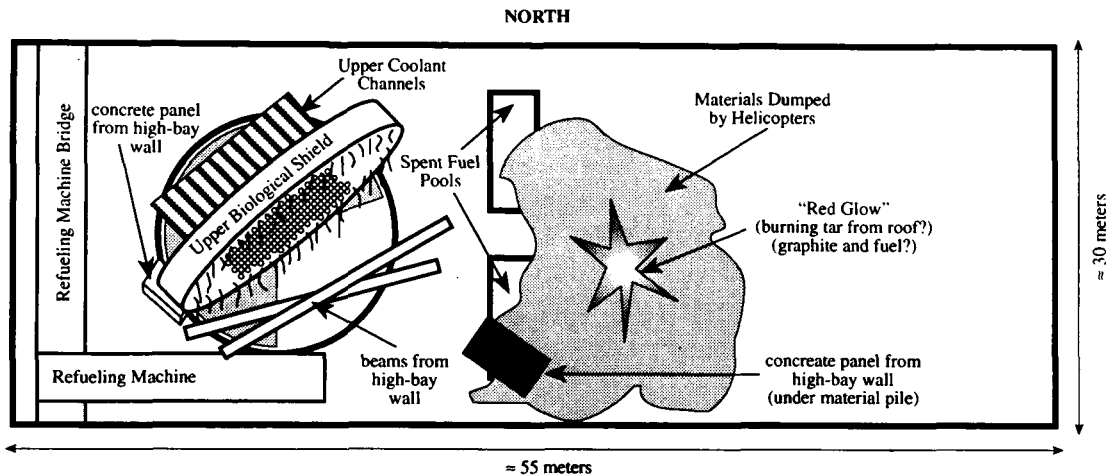 NORTH
Upper Coolant
Channels
concrete panel
from high-bay
wall
Refueling Machine Bridge
Upper Biological Shield
Spent Fuel
Pools
Materials Dumped
by Helicopters
“Red Glow”
(burning tar from roof?)
(graphite and fuel?)
≈ 30 meters
Refueling Machine
beams from
high-bay
wall
concreate panel from
high-bay wall
(under material pile)
≈ 55 meters